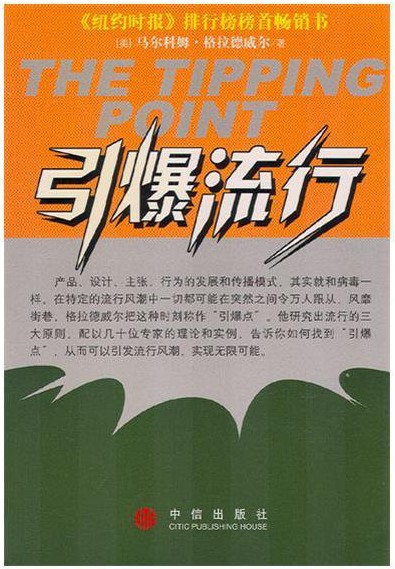 《纽约时报》排行榜榜首畅销书
[美] 马尔科姆·格拉德威尔/著
THE TIPPING
POINT
引爆流行
产品、设计、主张、行为的发展和传播模式，其实就和病毒一
样。在特定的流行风潮中一切都可能在突然之间令万人跟从，风靡
街巷。格拉德威尔把这种时刻称作“引爆点”。他研究出流行的三
大原则，配以几十位专家的理论和实例，告诉你如何找到“引爆
点”，从而可以引发流行风潮，实现无限可能。
中信出版社
CITIC PUBLISHING HOUSE